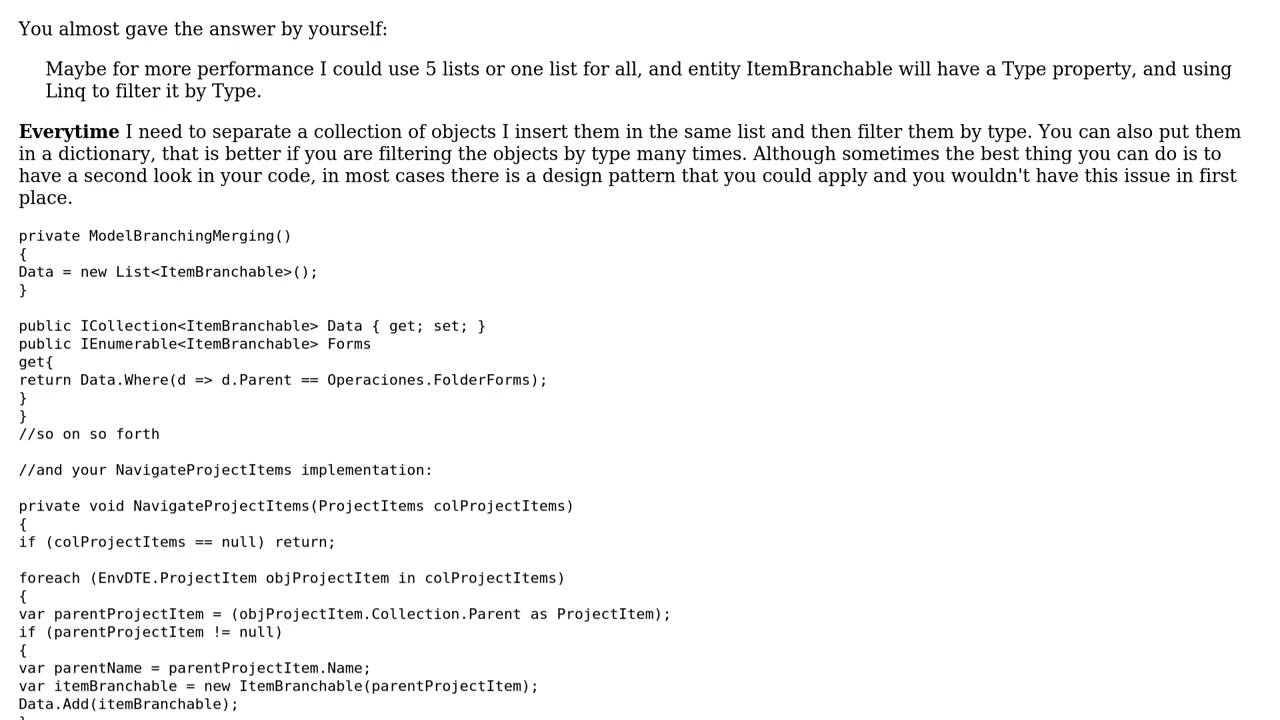 You almost gave the answer by yourself:
Maybe for more performance I could use 5 lists or one list for all, and entity ItemBranchable will have a Type property, and using
Linq to filter it by Type.
Everytime I need to separate a collection of objects I insert them in the same list and then filter them by type. You can also put them
in a dictionary, that is better if you are filtering the objects by type many times. Although sometimes the best thing you can do is to
have a second look in your code, in most cases there is a design pattern that you could apply and you wouldn't have this issue in first
place.
private ModelBranchingMerging()
{
Data = new List<ItemBranchable>();
}
public ICollection<ItemBranchable> Data { get; set; }
public IEnumerable<ItemBranchable> Forms
get{
return Data.Where(d => d.Parent == Operaciones.FolderForms);
}
}
//so on so forth
//and your NavigateProjectItems implementation:
private void NavigateProjectItems(ProjectItems colProjectItems)
{
if (colProjectItems == null) return;
foreach (EnvDTE.ProjectItem objProjectItem in colProjectItems)
{
var parentProjectItem = (objProjectItem.Collection.Parent as ProjectItem);
if (parentProjectItem != null)
{
var parentName = parentProjectItem.Name;
var itemBranchable = new ItemBranchable(parentProjectItem);
Data.Add(itemBranchable);
}